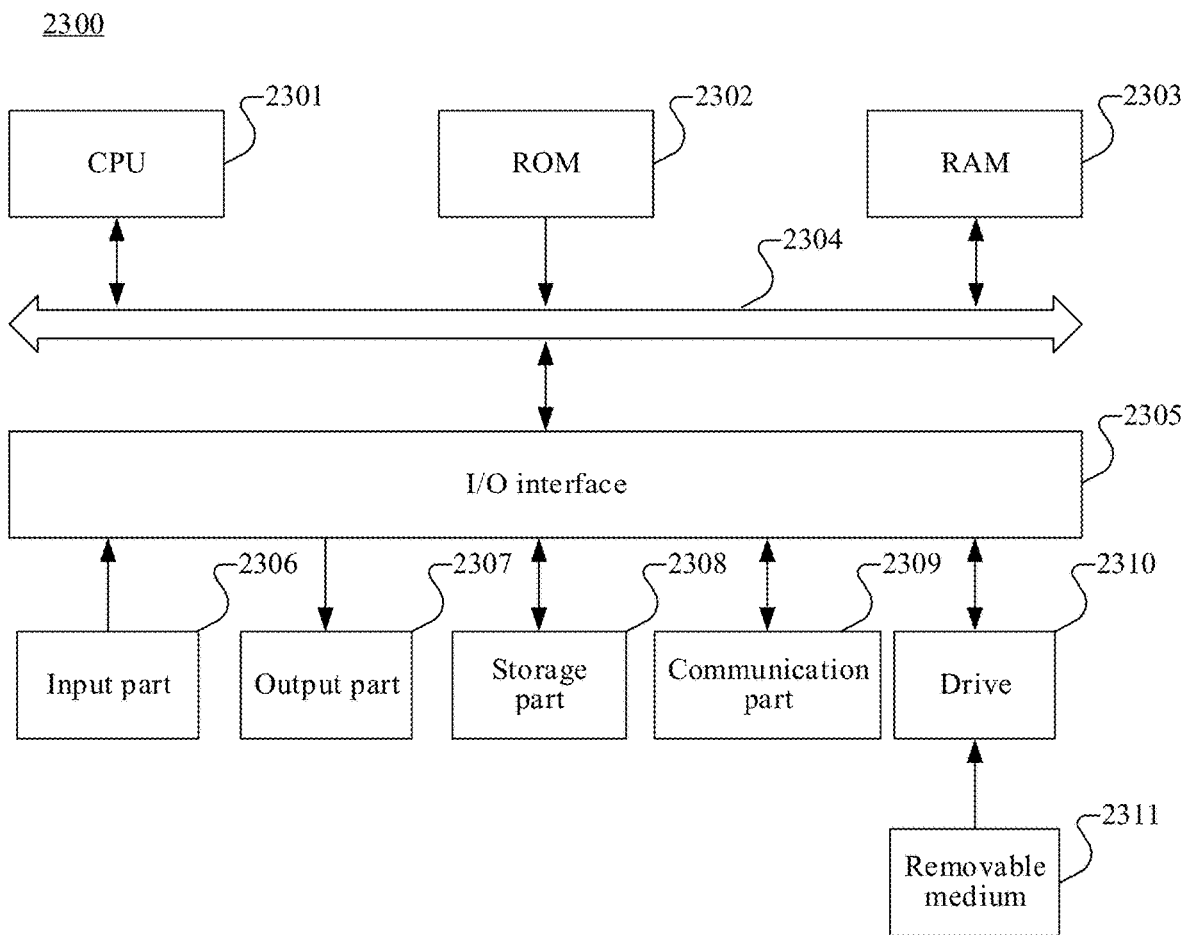 2300
2301
2302
2303
CPU
ROM
RAM
2304
2305
I/O interface
2306
2307
2308
2309
2310
Input part
Output part
Storage
part
Communication
part
Drive
2311
Removable
medium